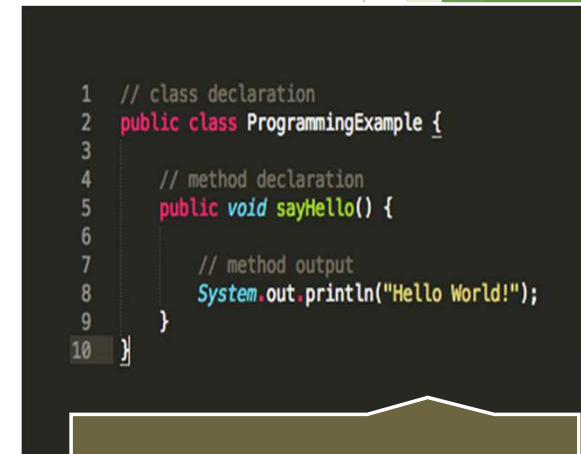 1 // class declaration
2 public class ProgrammingExample {
3
4 // method declaration
5 public void sayHello() {
6
7 // method output
8 System.out.println("Hello World!");
9 }
10 }